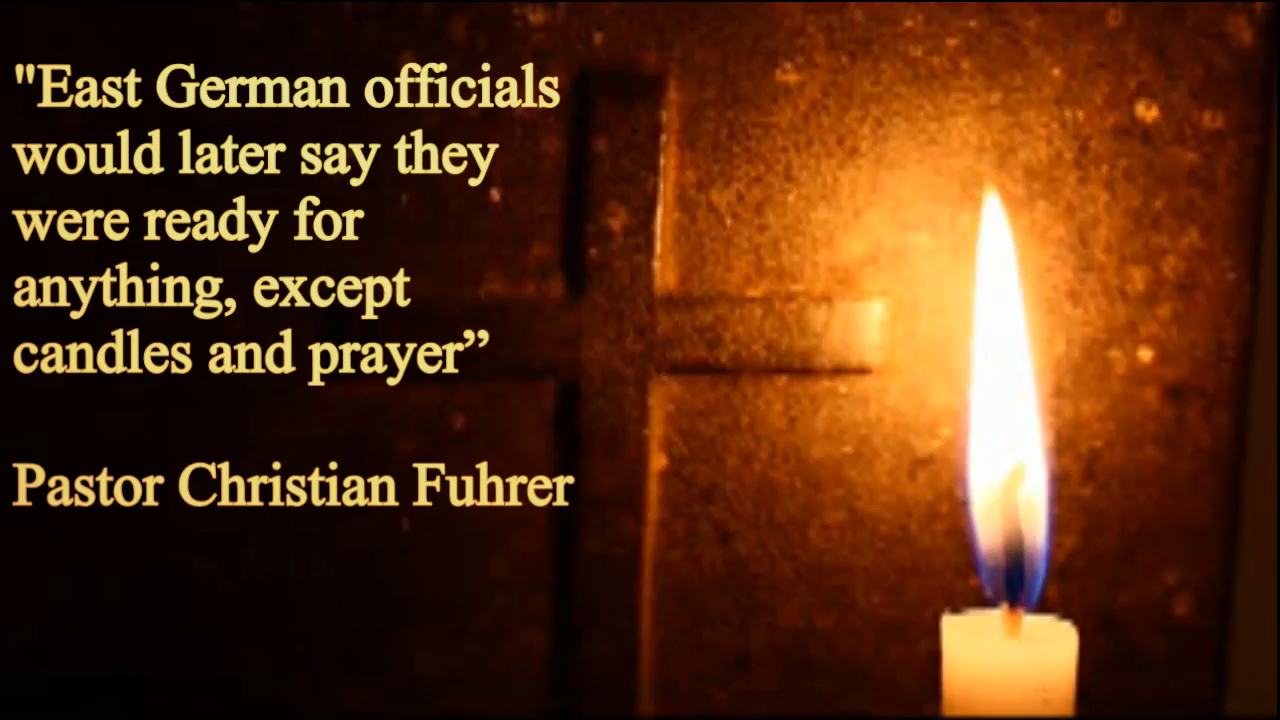 "East German officials
would later say they
were ready for
anything, except
candles and prayer”
Pastor Christian Fuhrer